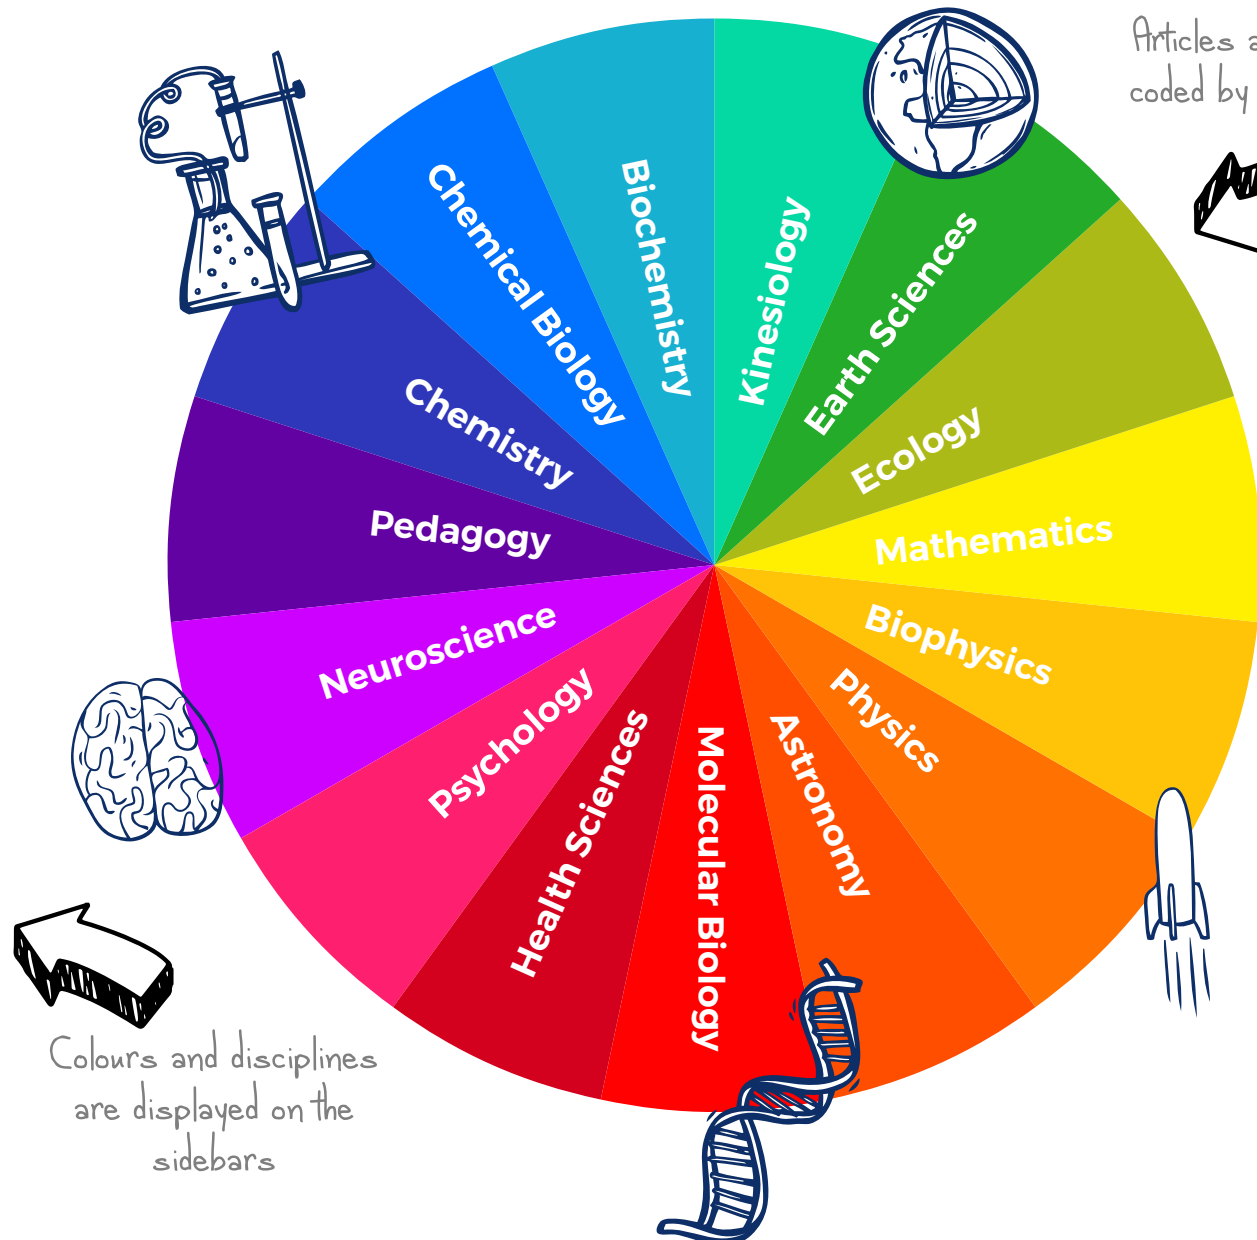 Articles
coded by
Kinesiology
Earth Sciences
Ecology
Mathematics
Biophysics
Physics
Astronomy
Molecular Biology
Health Sciences
Psychology
Neuroscience
Pedagogy
Chemistry
Chemical Biology
Biochemistry
Colours and disciplines
are displayed on the
sidebars